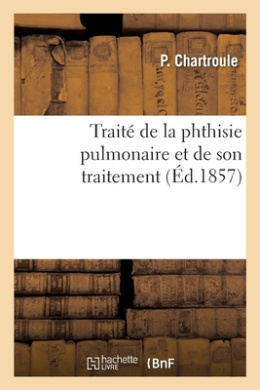 P. Chartroule
Traité de la phthisie
pulmonaire et de son
traitement (Éd.1857)
hachette
LIVRE
{BnF